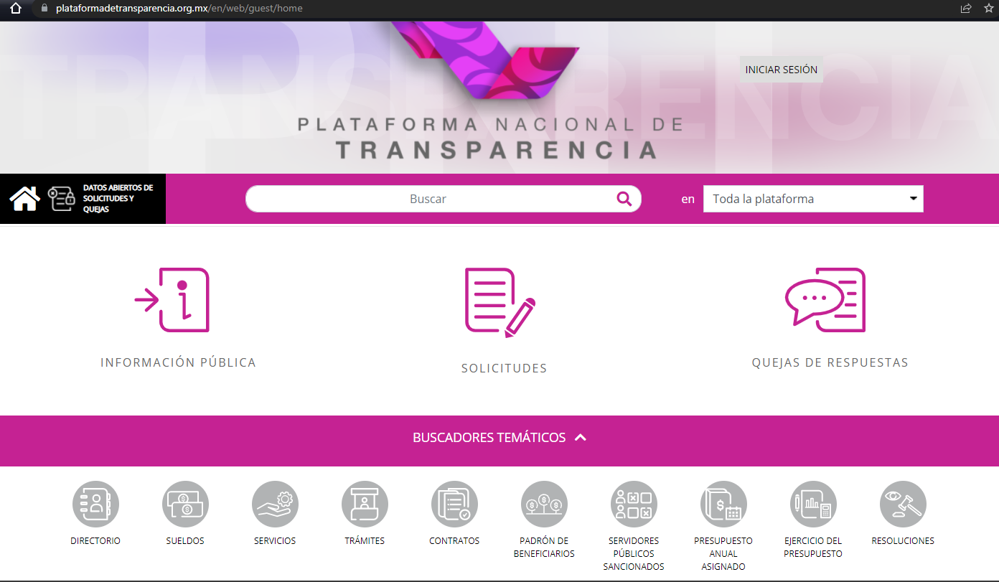 plataformadetransparencia.org.mx/en/web/guest/home
TRANSPARENCIA
INICIAR SESIÓN
PLATAFORMA NACIONAL DE
TRANSPARENCIA
DATOS ABIERTOS DE
SOLICITUDES Y
QUEJAS
Buscar
en
Toda la plataforma
INFORMACIÓN PÚBLICA
SOLICITUDES
QUEJAS DE RESPUESTAS
BUSCADORES TEMÁTICOS
DIRECTORIO
SUELDOS
SERVICIOS
TRÁMITES
CONTRATOS
PADRÓN DE
BENEFICIARIOS
SERVIDORES
PÚBLICOS
SANCIONADOS
PRESUPUESTO
ANUAL
ASIGNADO
EJERCICIO DEL
PRESUPUESTO
RESOLUCIONES